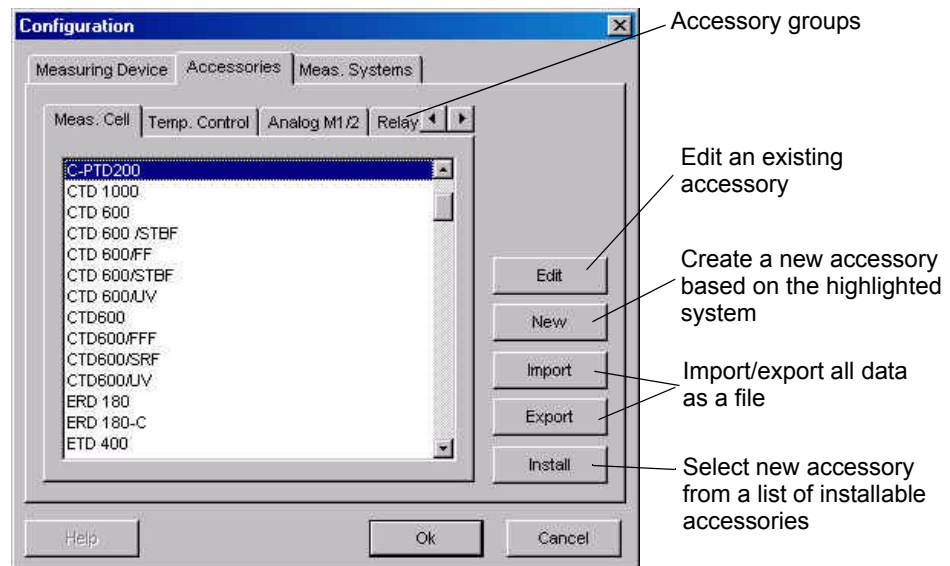 Configuration
Accessory groups
Measuring Device Accessories Meas. Systems
Meas. Cell Temp. Control Analog M1/2 Relay
C-PTD200
CTD 1000
CTD 600
CTD 600 /STBF
CTD 600/FF
CTD 600/STBF
CTD 600/UV
CTD600
CTD600/FFF
CTD600/SRF
CTD600/UV
ERD 180
ERD 180-C
ETD 400
Edit
New
Import
Export
Install
Help
Ok
Cancel
Edit an existing
accessory
Create a new accessory
based on the highlighted
system
Import/export all data
as a file
Select new accessory
from a list of installable
accessories